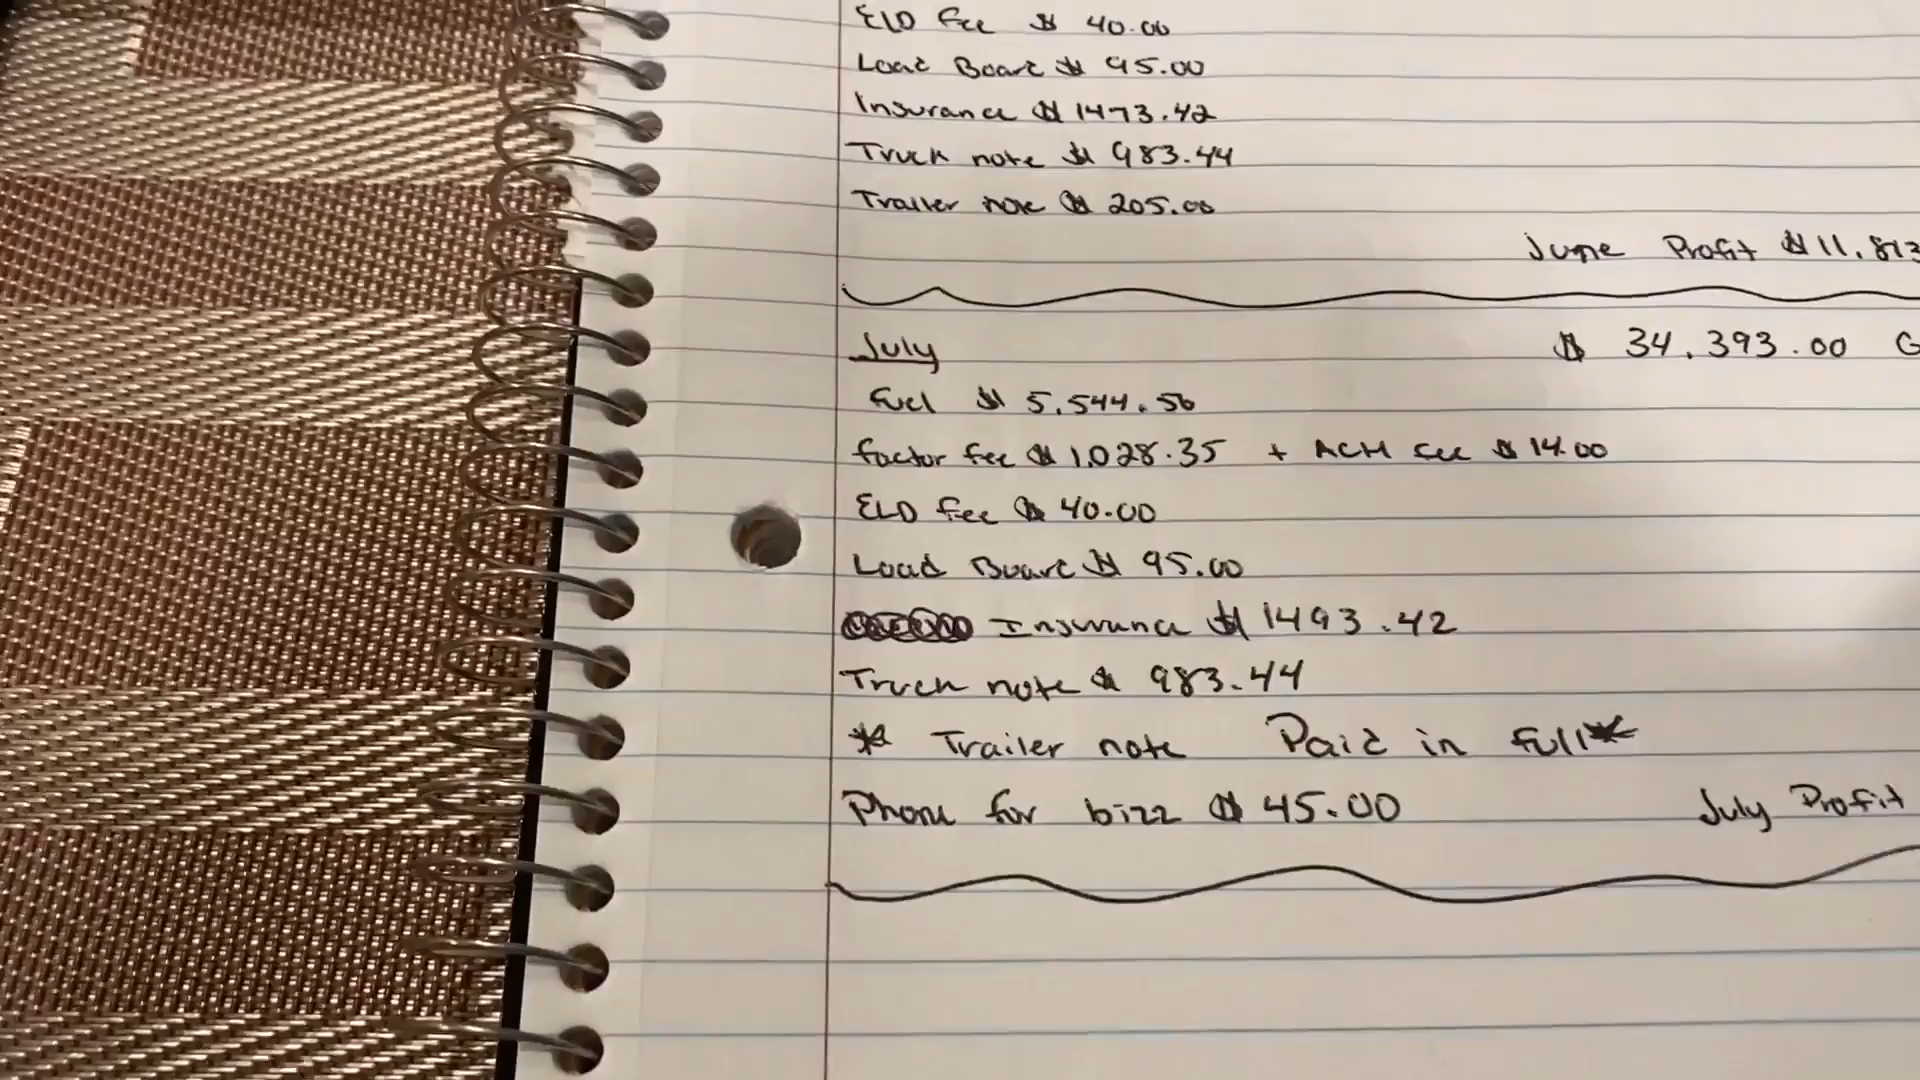 ELD fee $ 40.00
Load Board $ 95.00
Insurance $ 1473.42
Truck note $ 983.44
Trailer note $ 205.00
June Profit $ 11,813
July $ 34,393.00 G
fuel $ 5,544.56
factor fee $ 1,028.35 + ACH fee $ 14.00
ELD fee $ 40.00
Load Board $ 95.00
Insurance $ 1493.42
Truck note $ 983.44
* Trailer note Paid in full*
Phone for bizz $ 45.00
July Profit